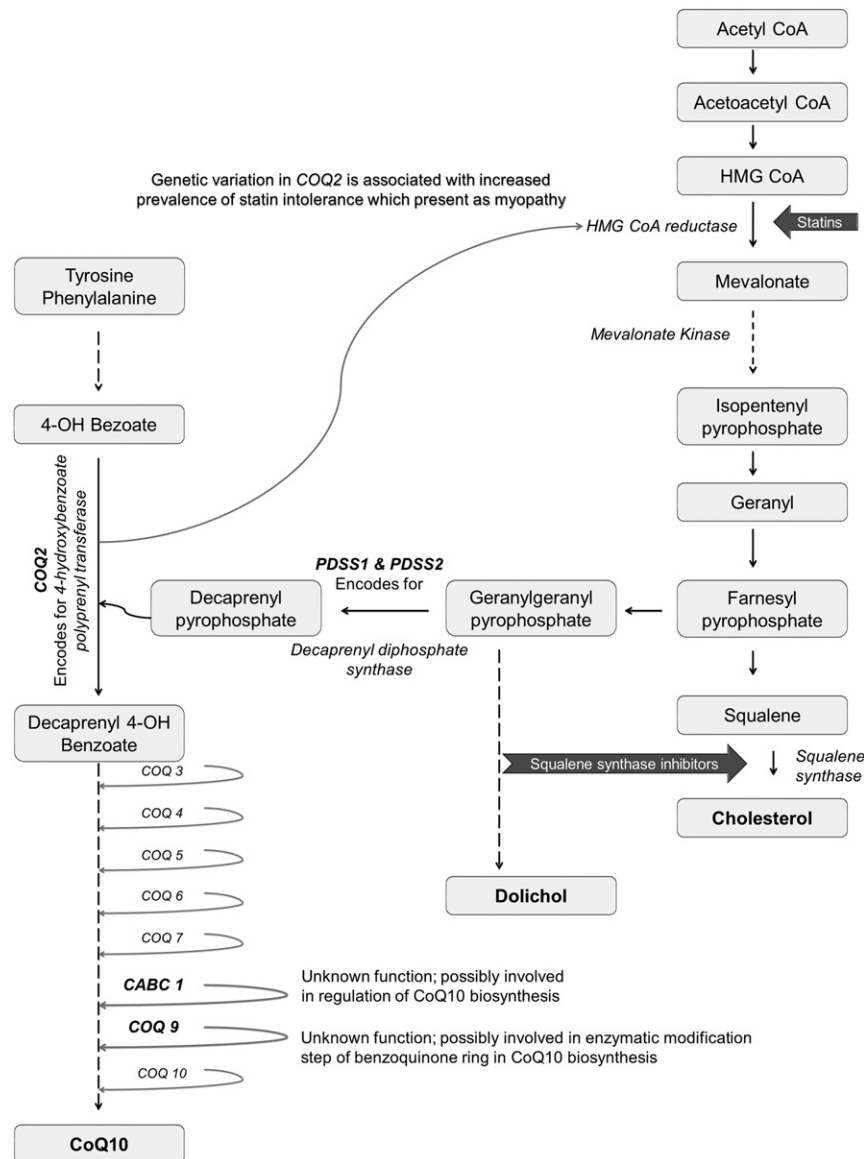 Acetyl CoA
Acetoacetyl CoA
HMG CoA
Genetic variation in COQ2 is associated with increased
prevalence of statin intolerance which present as myopathy
HMG CoA reductase
Statins
Tyrosine
Phenylalanine
Mevalonate
Mevalonate Kinase
Isopentenyl
pyrophosphate
4-OH Bezoate
Geranyl
COQ2
Encodes for 4-hydroxybenzoate
polyprenyl transferase
PDSS1 & PDSS2
Encodes for
Decaprenyl
pyrophosphate
Geranylgeranyl
pyrophosphate
Farnesyl
pyrophosphate
Decaprenyl diphosphate
synthase
Decaprenyl 4-OH
Benzoate
Squalene
Squalene synthase inhibitors
Squalene
synthase
COQ 3
Cholesterol
COQ 4
COQ 5
Dolichol
COQ 6
COQ 7
CABC 1
Unknown function; possibly involved
in regulation of CoQ10 biosynthesis
COQ 9
Unknown function; possibly involved in enzymatic modification
step of benzoquinone ring in CoQ10 biosynthesis
COQ 10
CoQ10